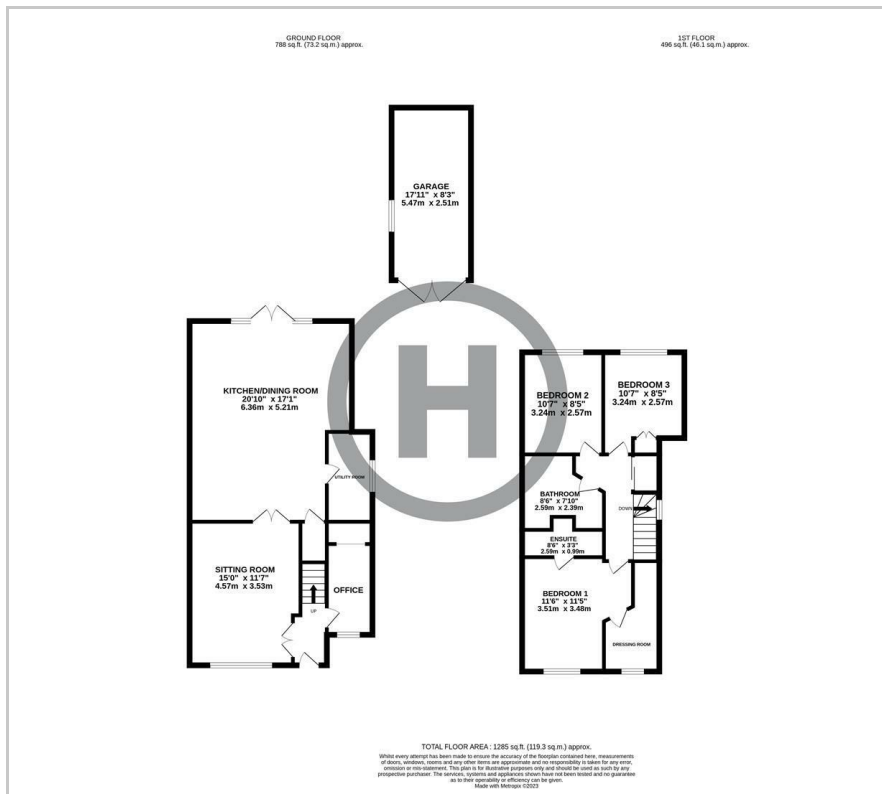 GROUND FLOOR
788 sq.ft. (73.2 sq.m.) approx.
1ST FLOOR
496 sq.ft. (46.1 sq.m.) approx.
GARAGE
17'11" x 8'3"
5.47m x 2.51m
H
KITCHEN/DINING ROOM
20'10" x 17'1"
6.36m x 5.21m
UTILITY ROOM
SITTING ROOM
15'0" x 11'7"
4.57m x 3.53m
UP
OFFICE
BEDROOM 2
10'7" x 8'5"
3.24m x 2.57m
BEDROOM 3
10'7" x 8'5"
3.24m x 2.57m
BATHROOM
8'6" x 7'10"
2.59m x 2.39m
DOWN
ENSUITE
8'6" x 3'3"
2.59m x 0.99m
BEDROOM 1
11'6" x 11'5"
3.51m x 3.48m
DRESSING ROOM
TOTAL FLOOR AREA : 1285 sq.ft. (119.3 sq.m.) approx.
Whilst every attempt has been made to ensure the accuracy of the floorplan contained here, measurements
of doors, windows, rooms and any other items are approximate and no responsibility is taken for any error,
omission or mis-statement. This plan is for illustrative purposes only and should be used as such by any
prospective purchaser. The services, systems and appliances shown have not been tested and no guarantee
as to their operability or efficiency can be given.
Made with Metropix ©2023